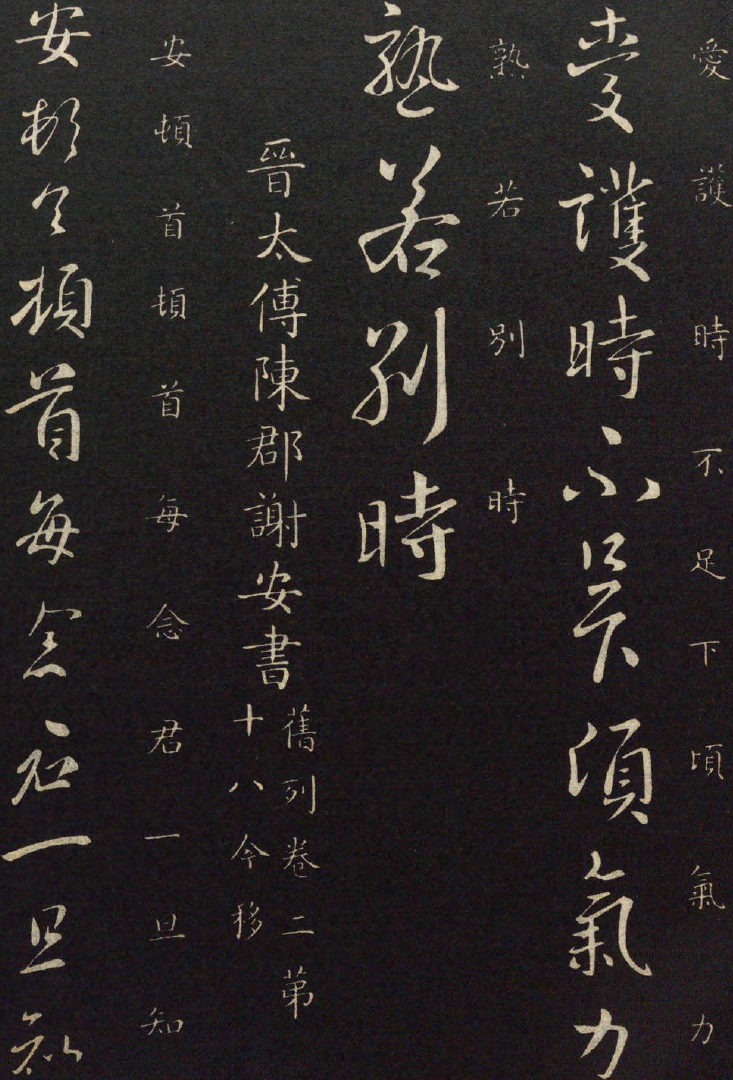 愛護時不足下頃氣力
愛護時不足下頃氣力
熟若別時
熟若別時
晉太傅陳郡謝安書
舊列卷二第
十八今移
安頓首頓首每念君一旦知
安頓首頓首每念君一旦知